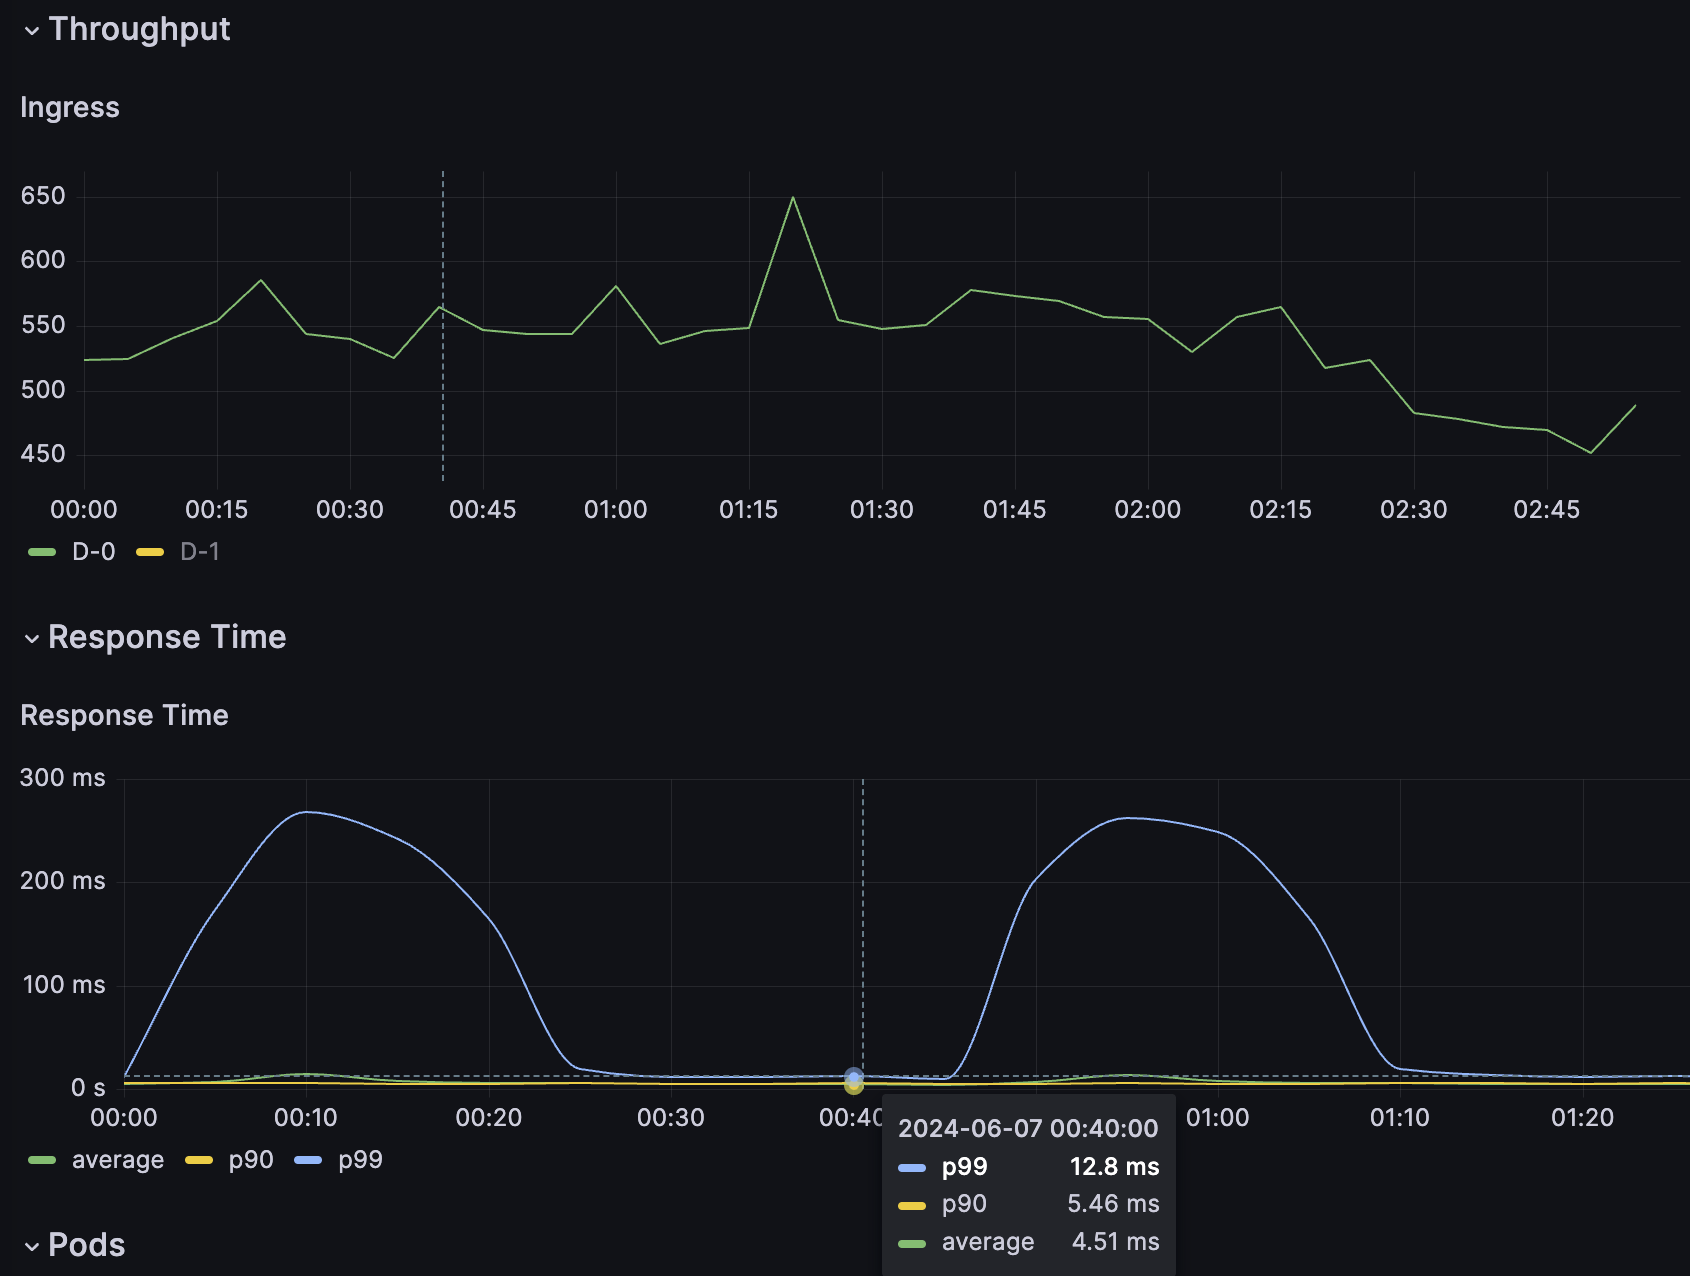 Throughput
Ingress
650
600
550
500
450
00:00 00:15 00:30 00:45 01:00 01:15 01:30 01:45 02:00 02:15 02:30 02:45
D-0 D-1
Response Time
Response Time
300 ms
200 ms
100 ms
0 s
00:00 00:10 00:20 00:30 00:40 01:00 01:10 01:20
average p90 p99
2024-06-07 00:40:00
p99 12.8 ms
p90 5.46 ms
average 4.51 ms
Pods